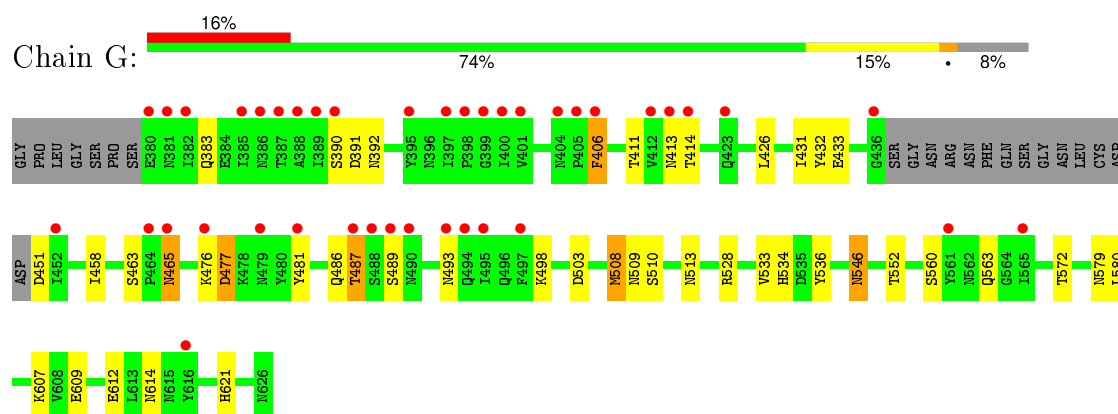 16%
Chain G:
74% 15% • 8%
GLY PRO LEU GLY SER PRO SER E380 N381 I382 Q383 E384 I385 N386 T387 A388 I389 S390 D391 N392 Y395 N396 I397 P398 G399 I400 V401 N404 P405 F406 T411 V412 N413 T414 Q423 L426 I431 Y432 E433 G436 SER GLY ASN ARG ASN PHE GLN SER GLY ASN LEU CYS ASP
ASP D451 I452 I458 S463 P464 N465 K476 D477 K478 N479 Y480 Y481 Q486 T487 S488 S489 N490 N493 Q494 I495 Q496 F497 K498 D503 M508 N509 S510 N513 R528 V533 H534 D535 Y536 N546 T552 S560 Y561 N562 Q563 G564 I565 T572 N579 L580
K607 V608 E609 E612 L613 N614 N615 Y616 H621 N626